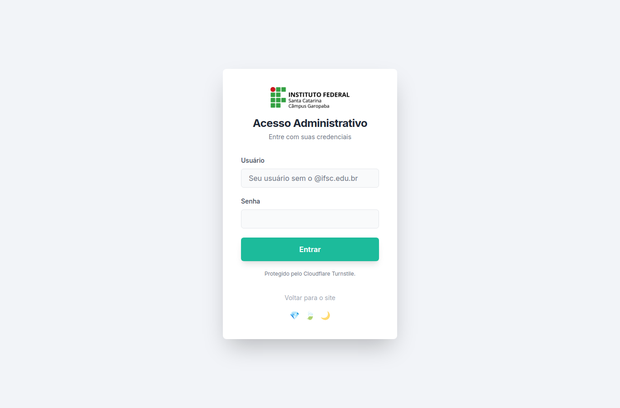 INSTITUTO FEDERAL
Santa Catarina
Câmpus Garopaba
Acesso Administrativo
Entre com suas credenciais
Usuário
Seu usuário sem o @ifsc.edu.br
Senha
Entrar
Protegido pelo Cloudflare Turnstile.
Voltar para o site